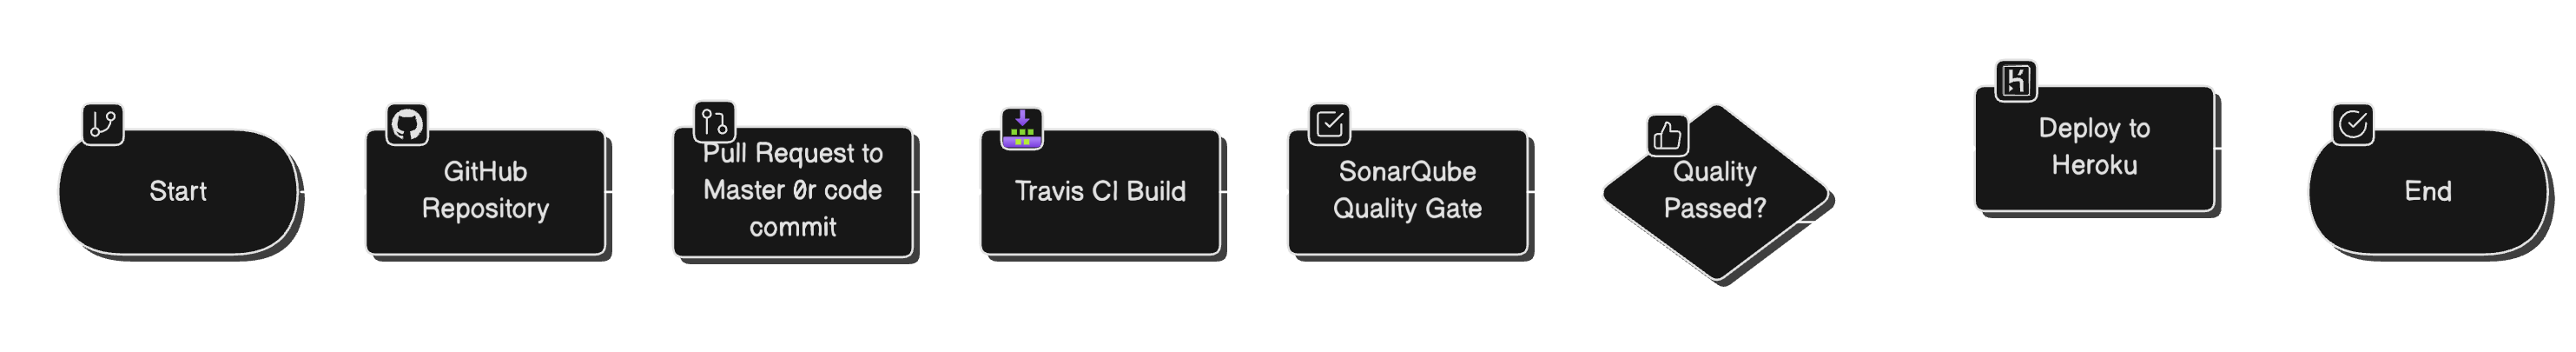 Start
GitHub
Repository
Pull Request to
Master 0r code
commit
Travis CI Build
SonarQube
Quality Gate
Quality
Passed?
Deploy to
Heroku
End